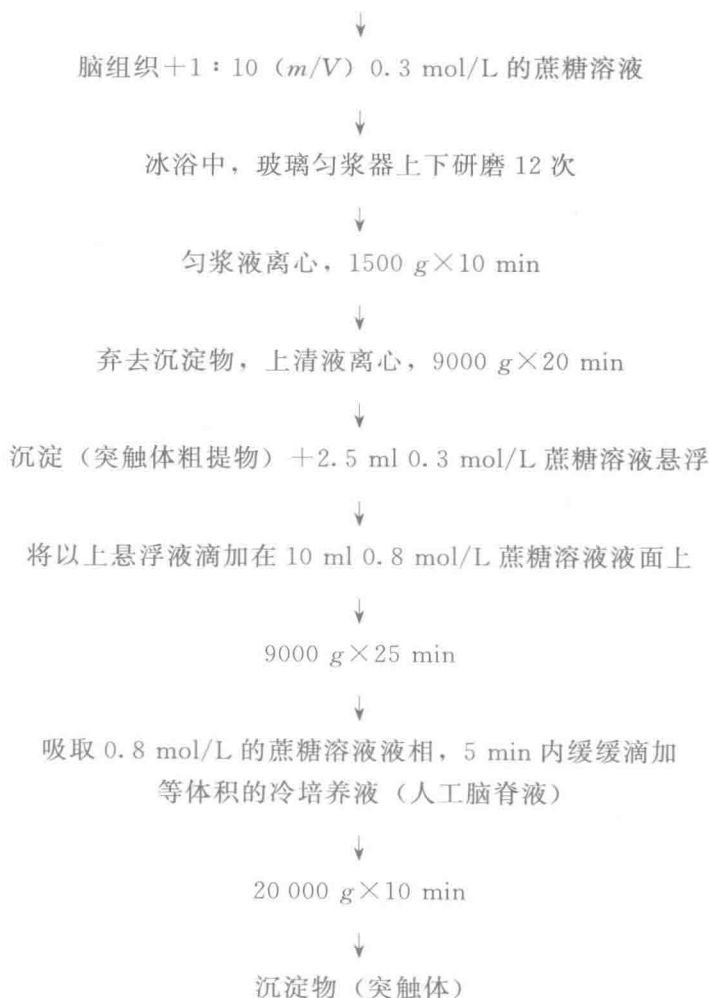 ↓
脑组织＋1∶10（m/V）0.3 mol/L 的蔗糖溶液
↓
冰浴中，玻璃匀浆器上下研磨 12 次
↓
匀浆液离心，1500 g×10 min
↓
弃去沉淀物，上清液离心，9000 g×20 min
↓
沉淀（突触体粗提物）＋2.5 ml 0.3 mol/L 蔗糖溶液悬浮
↓
将以上悬浮液滴加在 10 ml 0.8 mol/L 蔗糖溶液液面上
↓
9000 g×25 min
↓
吸取 0.8 mol/L 的蔗糖溶液液相，5 min 内缓缓滴加
等体积的冷培养液（人工脑脊液）
↓
20 000 g×10 min
↓
沉淀物（突触体）